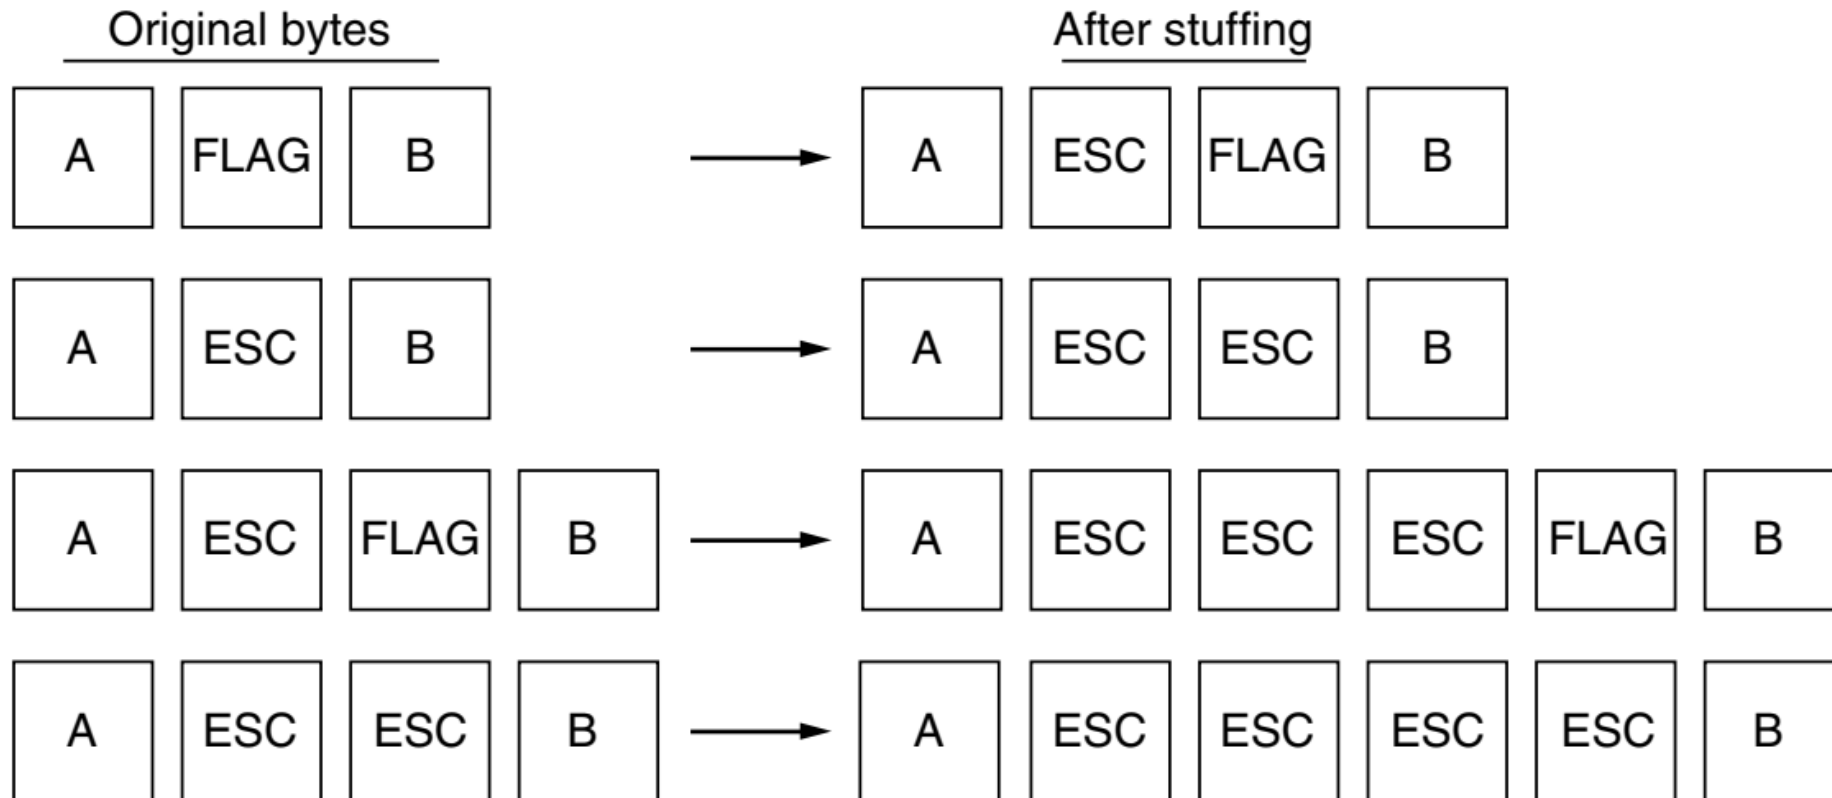 Original bytes After stuffing
A FLAG B A ESC FLAG B
A ESC B A ESC ESC B
A ESC FLAG B A ESC ESC ESC FLAG B
A ESC ESC B A ESC ESC ESC ESC B